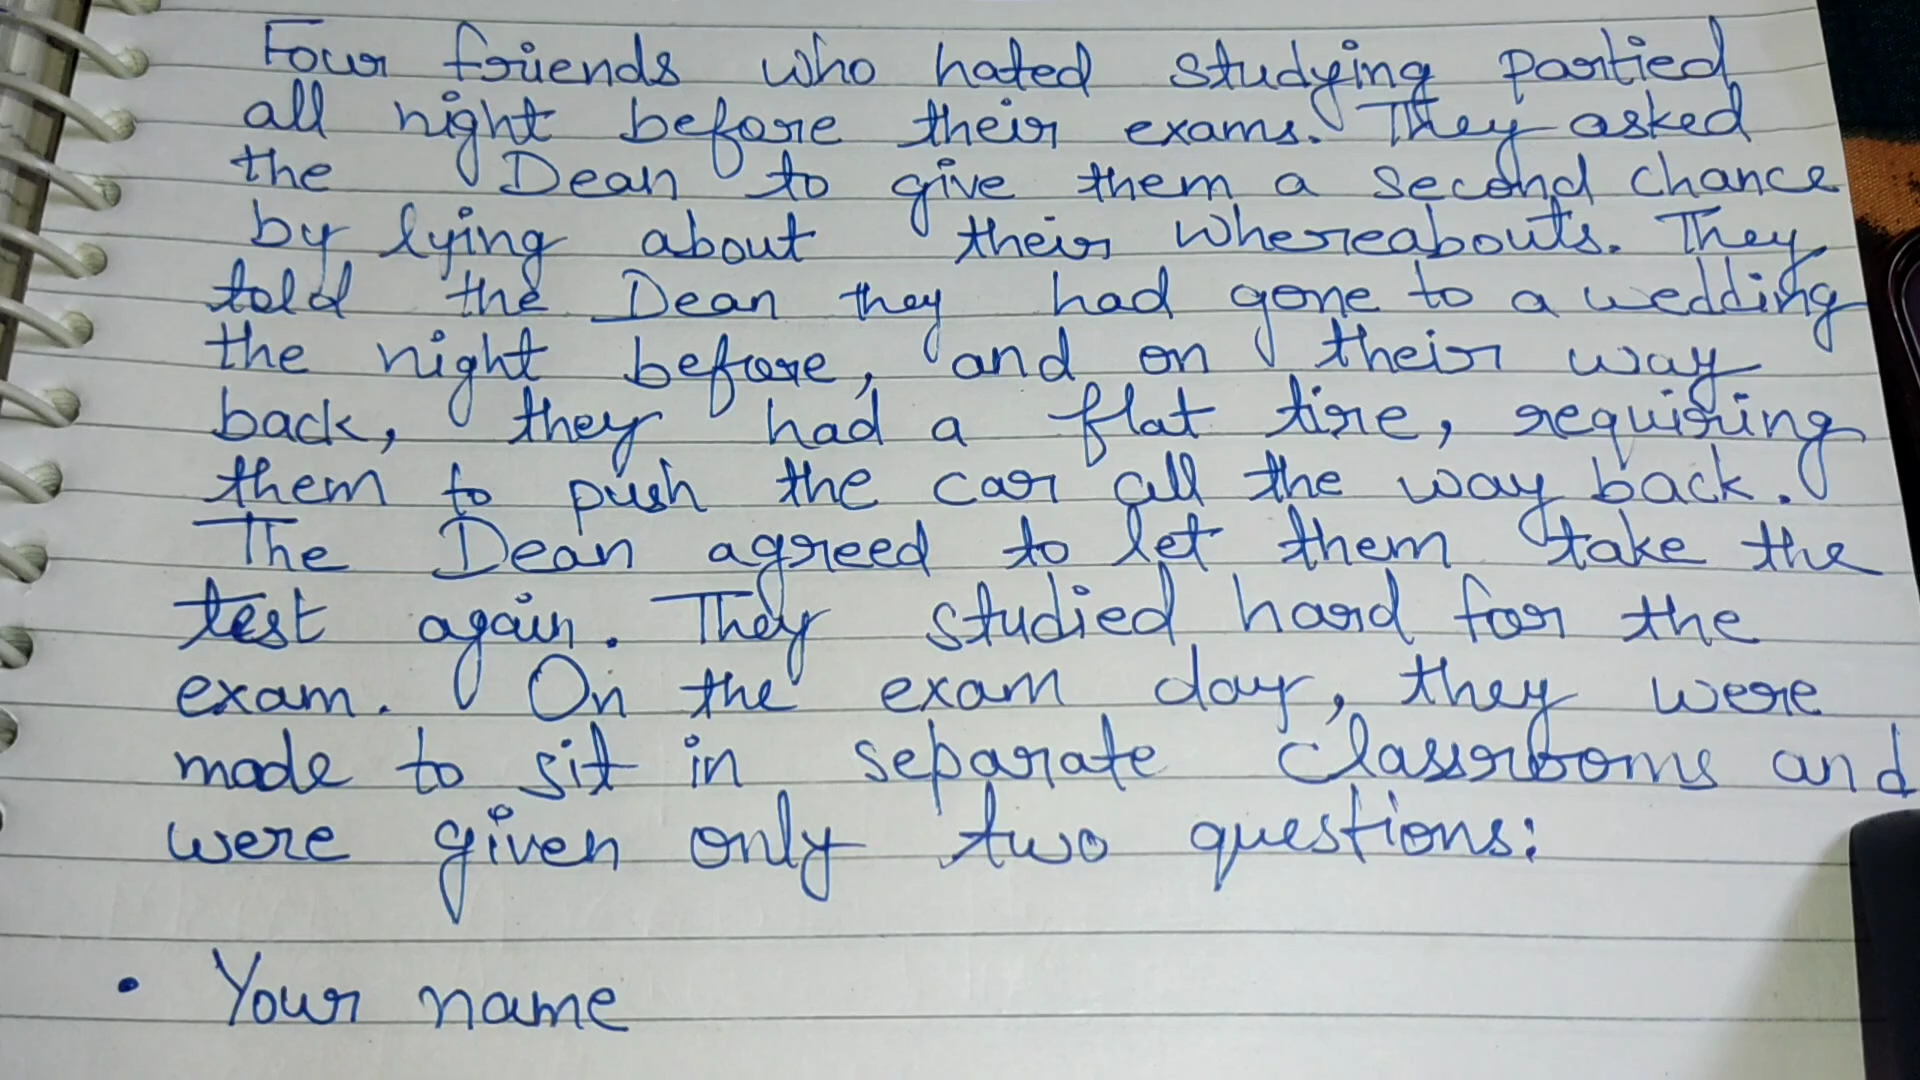 Four friends who hated studying partied
all night before their exams. They asked
the Dean to give them a second chance
by lying about their whereabouts. They
told the Dean they had gone to a wedding
the night before, and on their way
back, they had a flat tire, requiring
them to push the car all the way back.
The Dean agreed to let them take the
test again. They studied hard for the
exam. On the exam day, they were
made to sit in separate classrooms and
were given only two questions:
• Your name